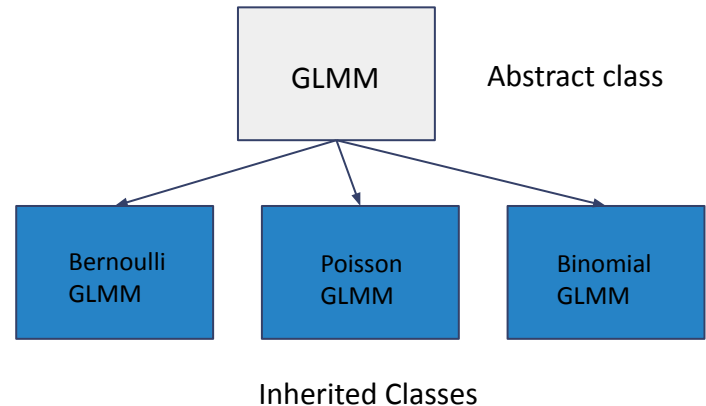 GLMM
Abstract class
Bernoulli
GLMM
Poisson
GLMM
Binomial
GLMM
Inherited Classes